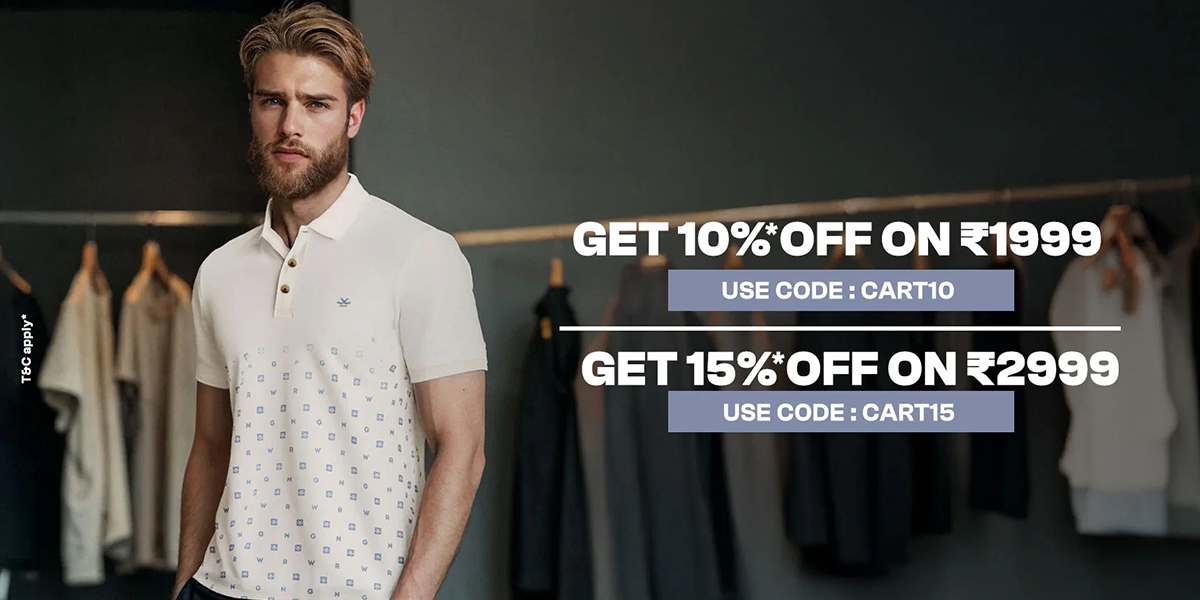 GET 10%* OFF ON ₹1999
USE CODE : CART10
GET 15%* OFF ON ₹2999
USE CODE : CART15
T&C apply*